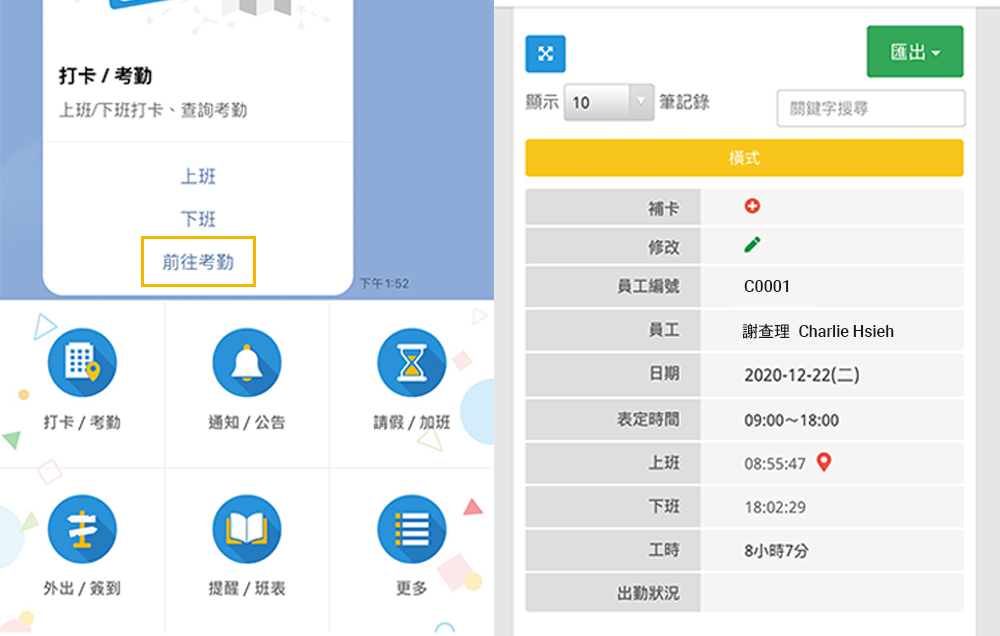 打卡 / 考勤
上班/下班打卡、查詢考勤
上班
下班
前往考勤
下午 1:52
打卡 / 考勤
通知 / 公告
請假 / 加班
外出 / 簽到
提醒 / 班表
更多
匯出
顯示 10 筆記錄
關鍵字搜尋
橫式
補卡
修改
員工編號 C0001
員工 謝查理 Charlie Hsieh
日期 2020-12-22(二)
表定時間 09:00～18:00
上班 08:55:47
下班 18:02:29
工時 8小時7分
出勤狀況